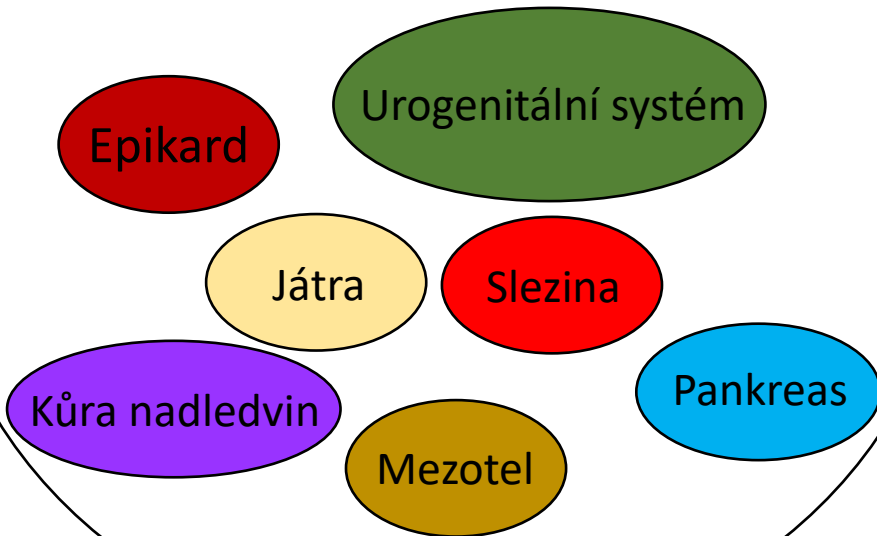 Urogenitální systém
Epikard
Játra
Slezina
Pankreas
Kůra nadledvin
Mezotel